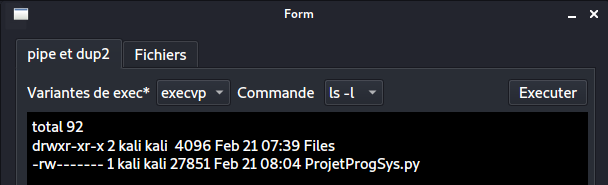 Form
pipe et dup2 Fichiers
Variantes de exec* execvp Commande ls -l Executer
total 92
drwxr-xr-x 2 kali kali 4096 Feb 21 07:39 Files
-rw------- 1 kali kali 27851 Feb 21 08:04 ProjetProgSys.py